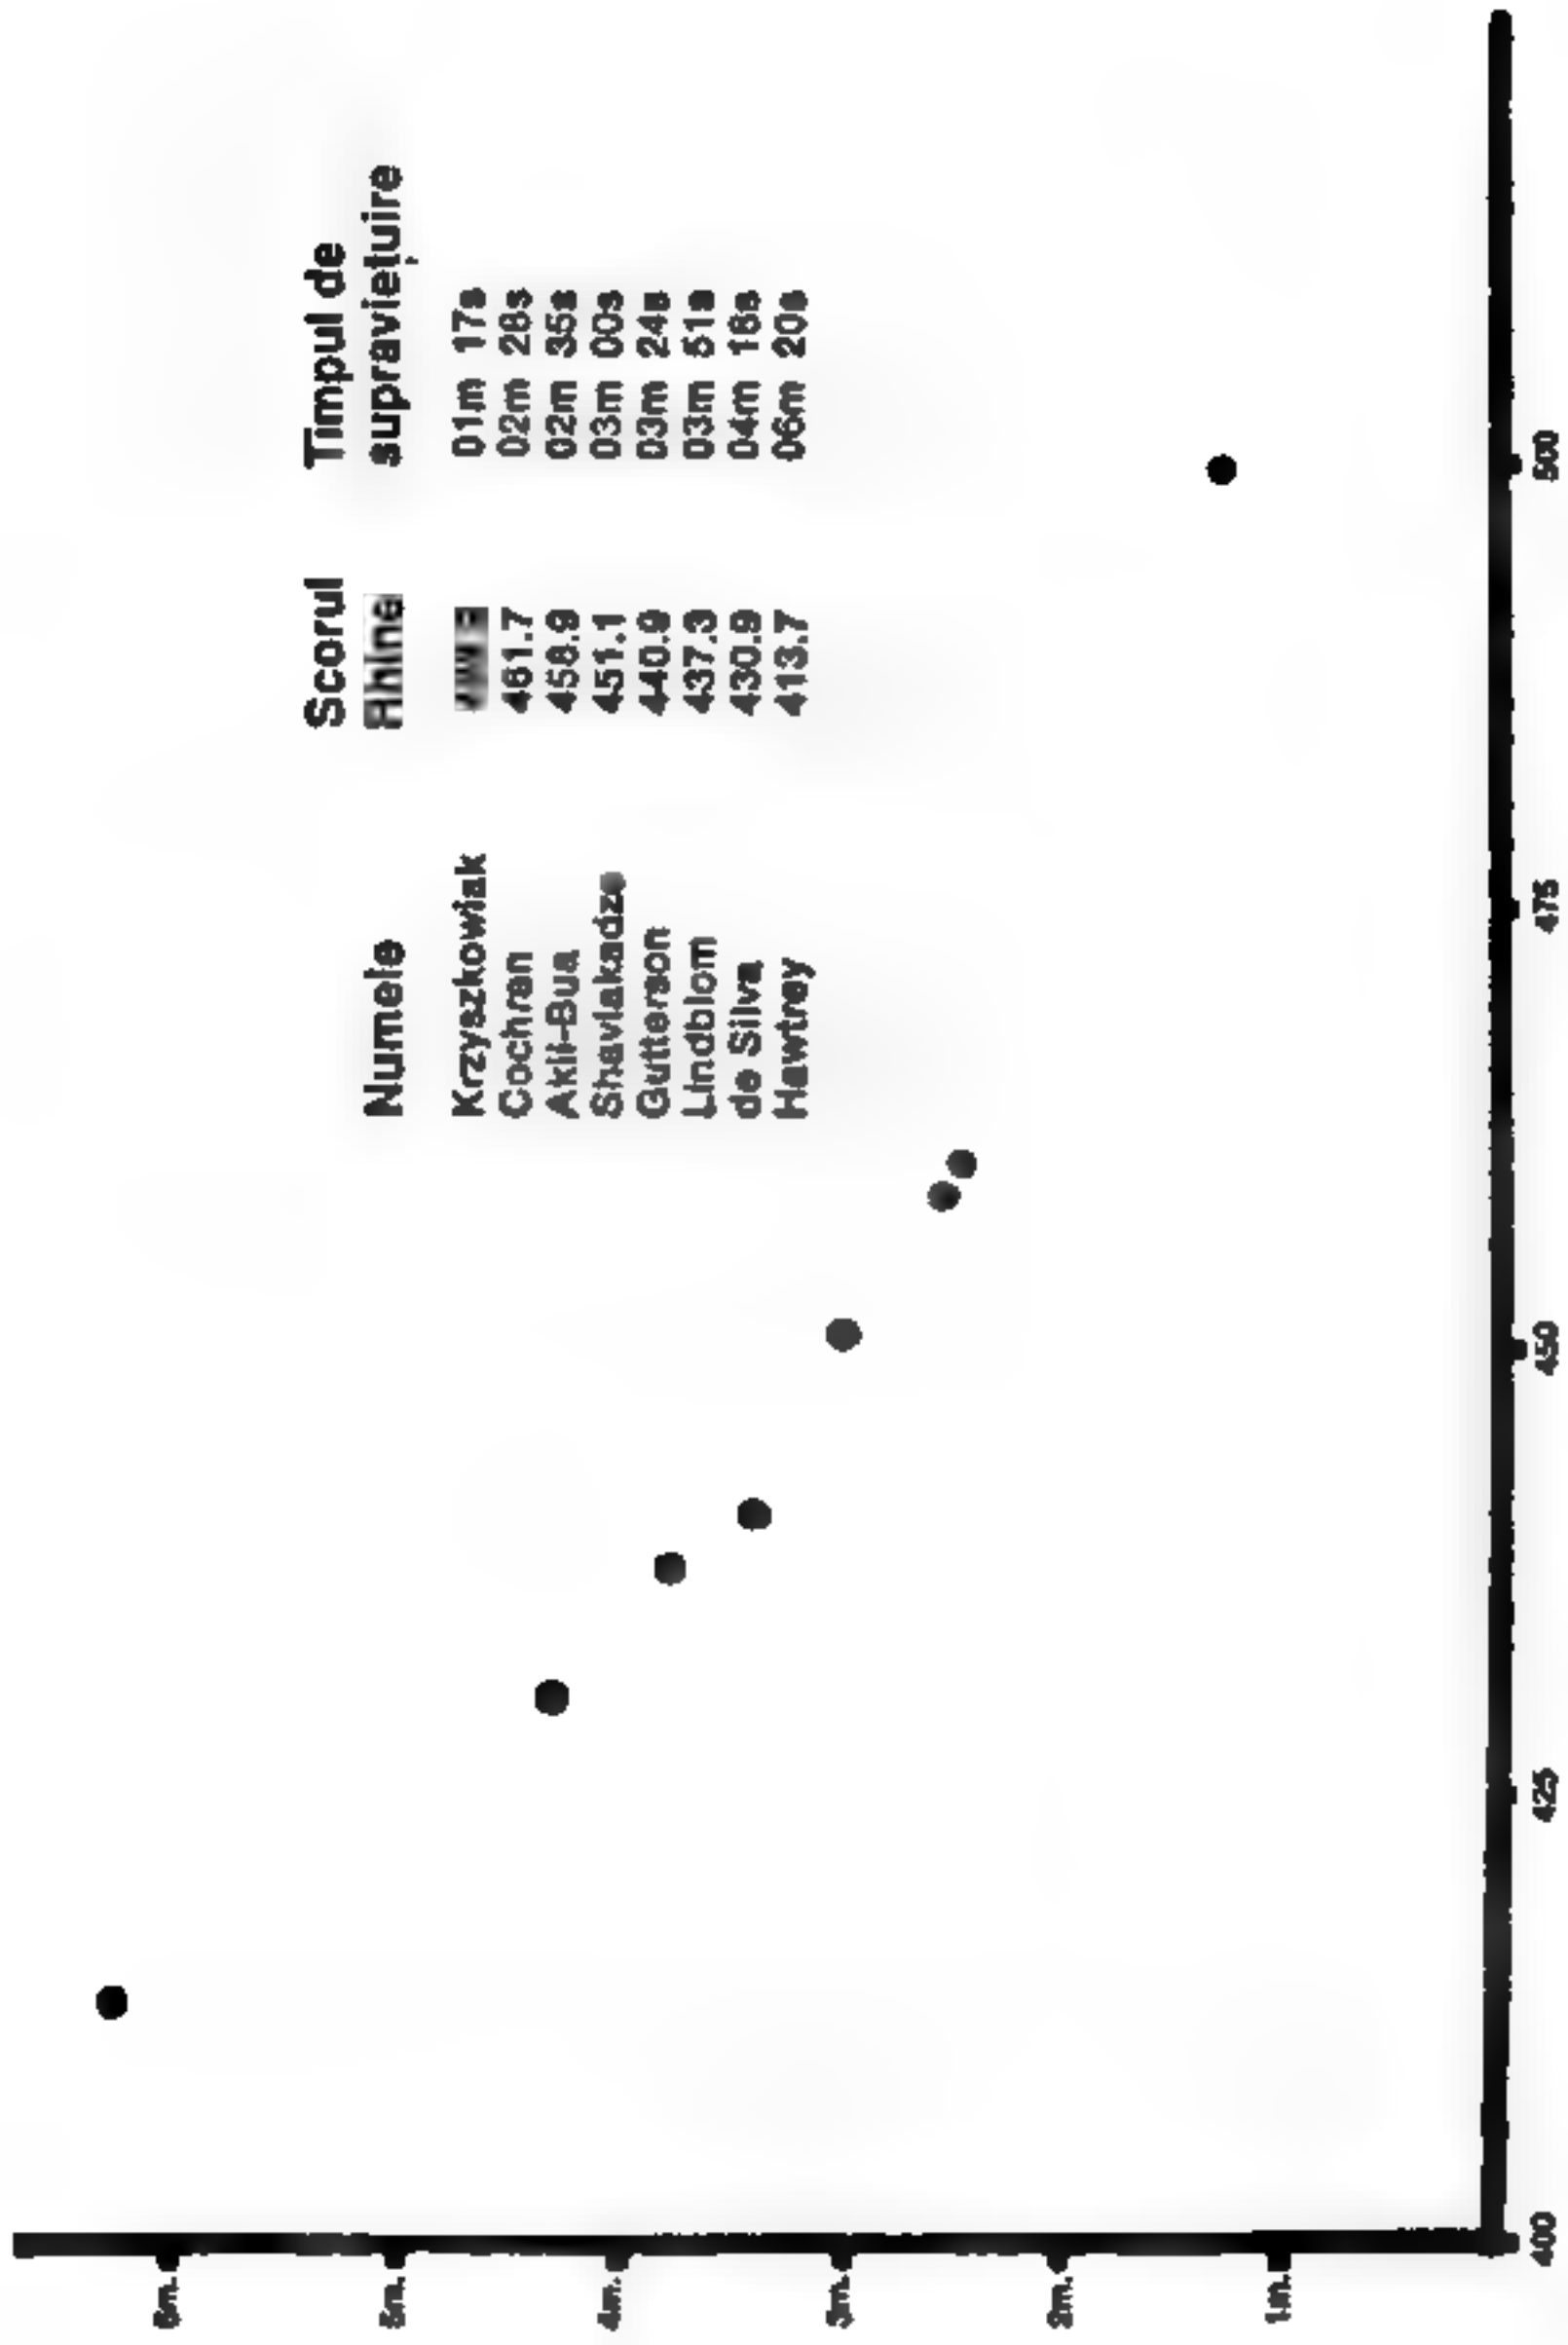 Timpul de
Scorul
Numele Rhine supraviețuire
Krzyszkowiak 01m 17s
Cochran 461.7 02m 28s
Akii-Bua 458.9 02m 35s
Shavlakadze 451.1 03m 00s
Gutterson 440.9 03m 24s
Lindblom 437.3 03m 51s
de Silva 430.9 04m 18s
Hawtrey 413.7 06m 20s
6m.
5m.
4m.
3m.
2m.
1m.
400 425 450 475 500